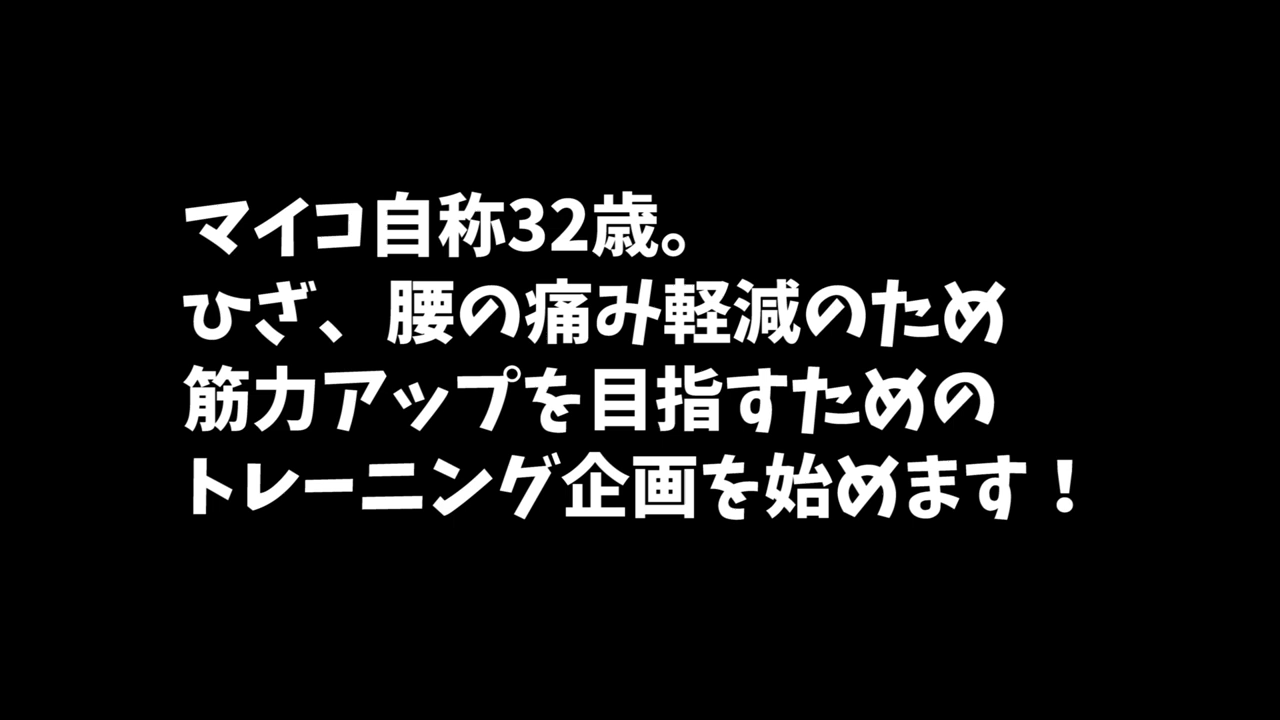 マイコ自称32歳。
ひざ、腰の痛み軽減のため
筋力アップを目指すための
トレーニング企画を始めます！